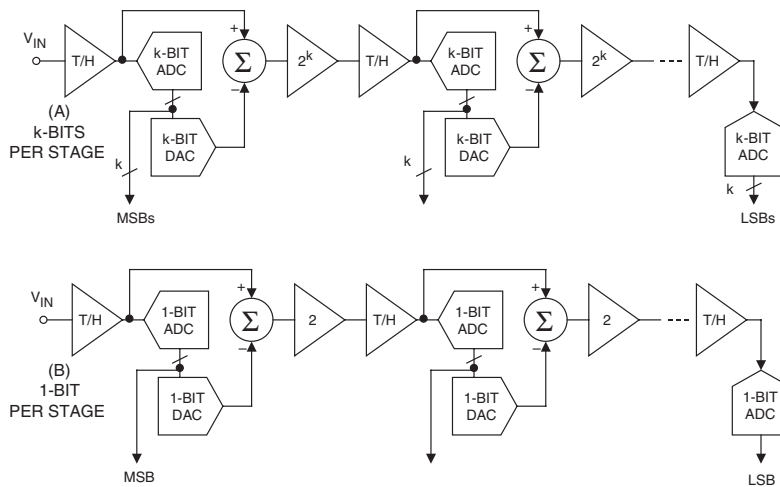 V_IN
T/H
k-BIT
ADC
k-BIT
DAC
+
Σ
–
2^k
T/H
k-BIT
ADC
k-BIT
DAC
+
Σ
–
2^k
T/H
k-BIT
ADC
(A)
k-BITS
PER STAGE
k
MSBs
k
k
LSBs
V_IN
T/H
1-BIT
ADC
1-BIT
DAC
+
Σ
–
2
T/H
1-BIT
ADC
1-BIT
DAC
+
Σ
–
2
T/H
1-BIT
ADC
(B)
1-BIT
PER STAGE
MSB
LSB